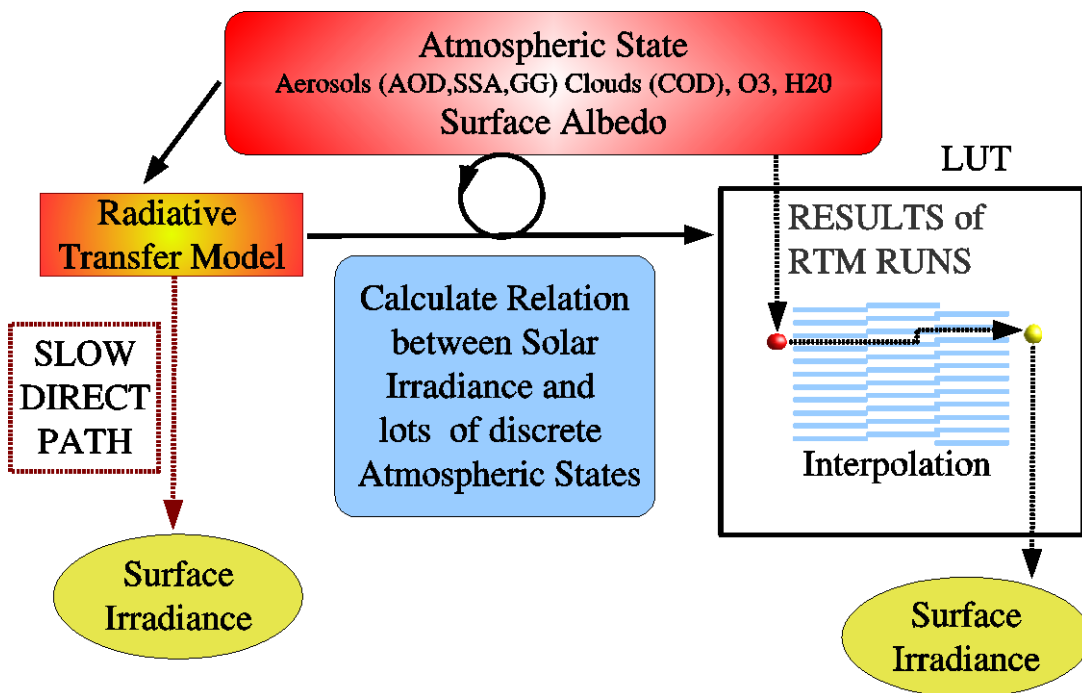 Atmospheric State
Aerosols (AOD,SSA,GG) Clouds (COD), O3, H20
Surface Albedo
LUT
Radiative
Transfer Model
RESULTS of
RTM RUNS
Calculate Relation
between Solar
Irradiance and
lots of discrete
Atmospheric States
SLOW
DIRECT
PATH
Interpolation
Surface
Irradiance
Surface
Irradiance